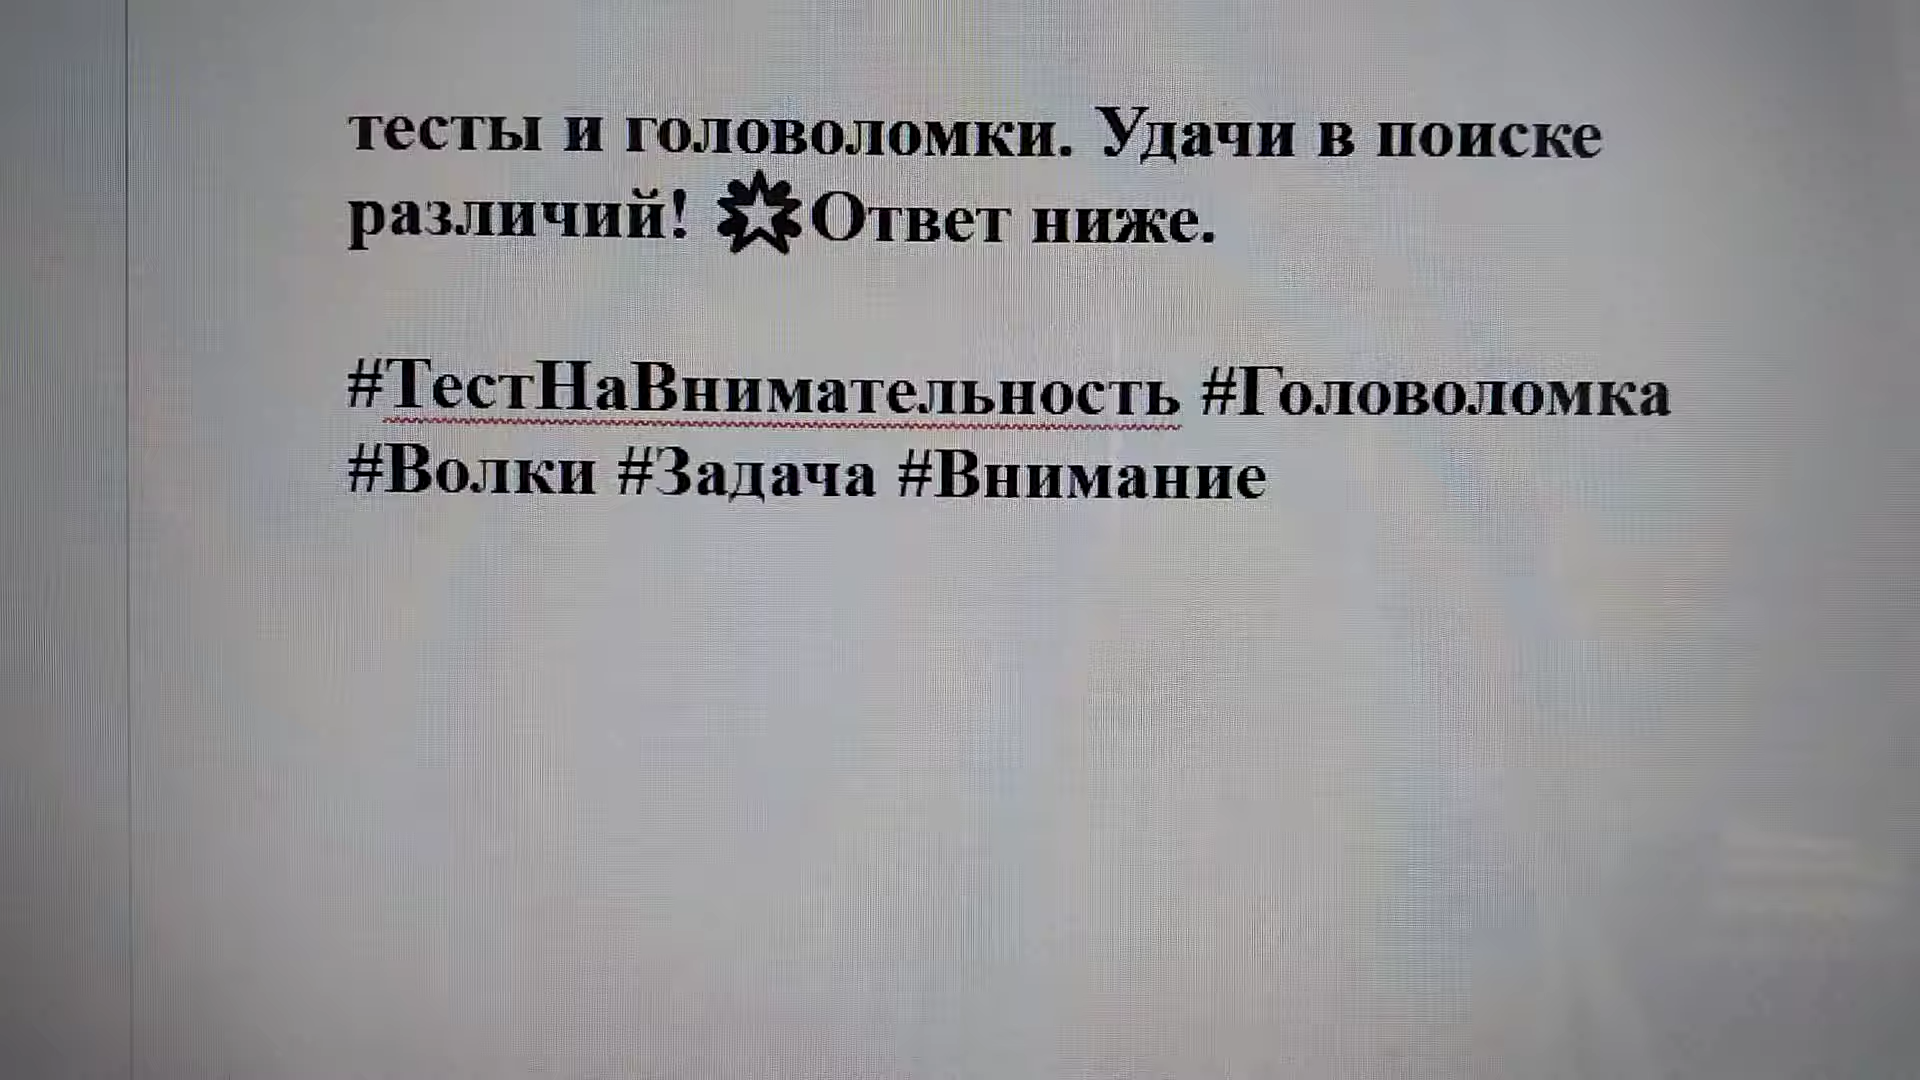 тесты и головоломки. Удачи в поиске
различий! Ответ ниже.
#ТестНаВнимательность #Головоломка
#Волки #Задача #Внимание